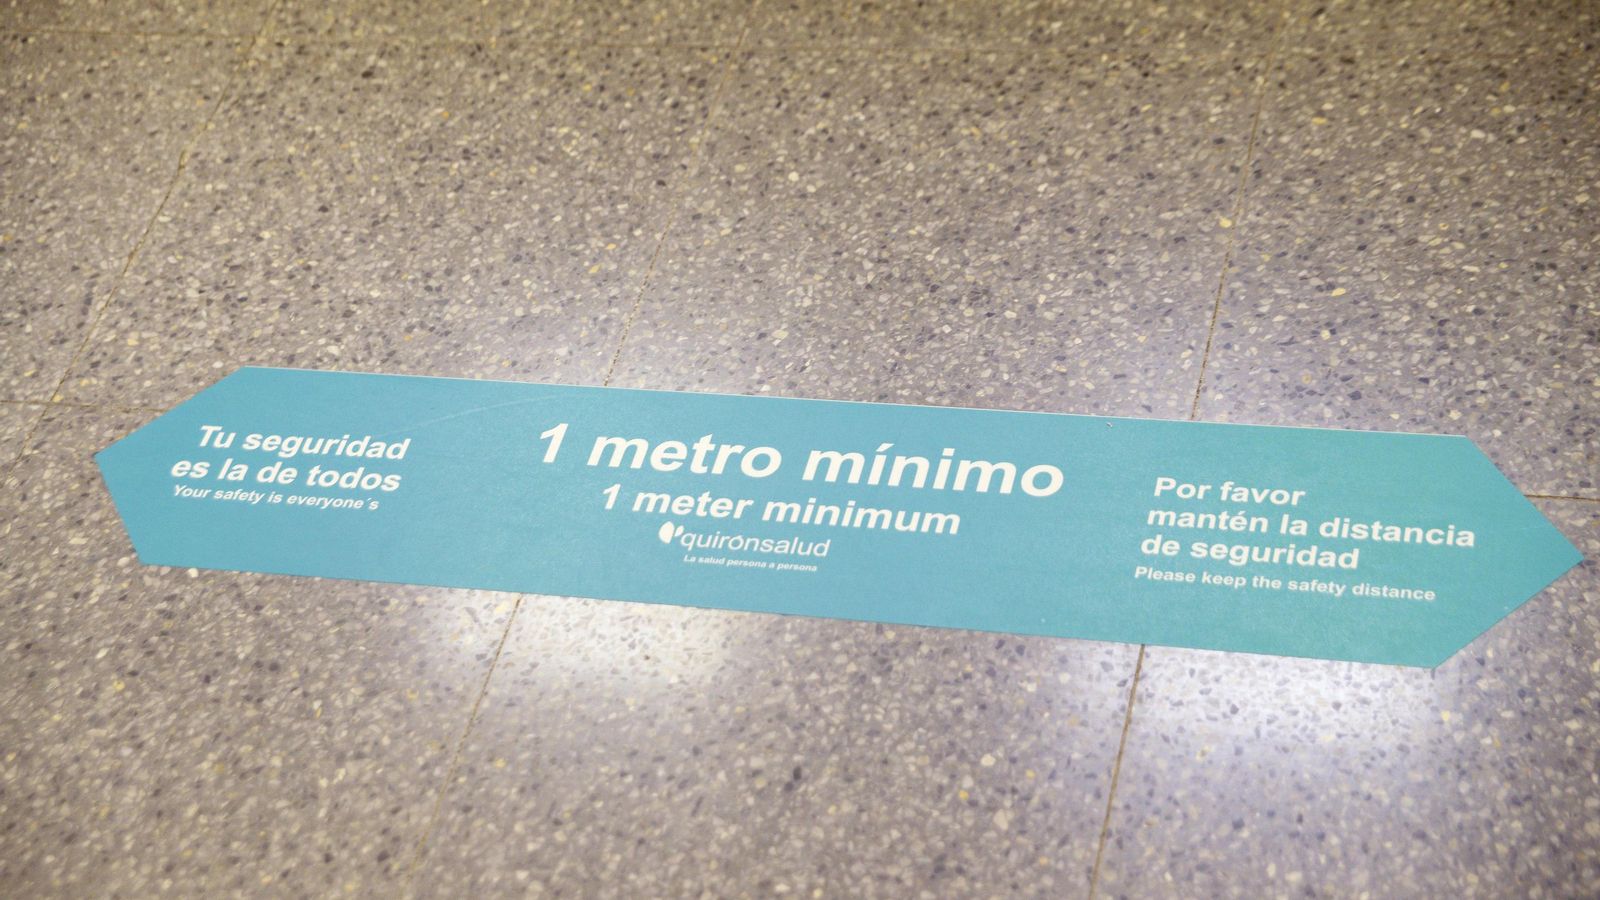 Tu seguridad
es la de todos
Your safety is everyone´s
1 metro mínimo
1 meter minimum
quirónsalud
La salud persona a persona
Por favor
mantén la distancia
de seguridad
Please keep the safety distance